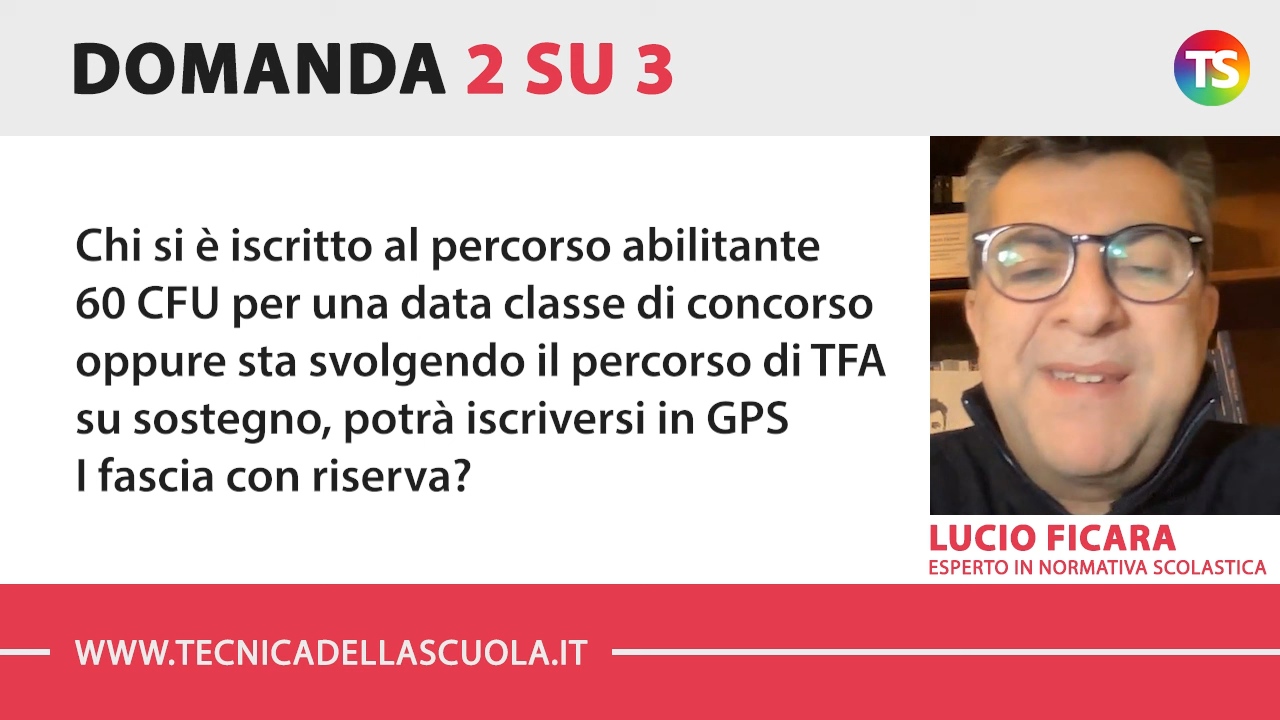 DOMANDA 2 SU 3
TS
Chi si è iscritto al percorso abilitante
60 CFU per una data classe di concorso
oppure sta svolgendo il percorso di TFA
su sostegno, potrà iscriversi in GPS
I fascia con riserva?
LUCIO FICARA
ESPERTO IN NORMATIVA SCOLASTICA
WWW.TECNICADELLASCUOLA.IT